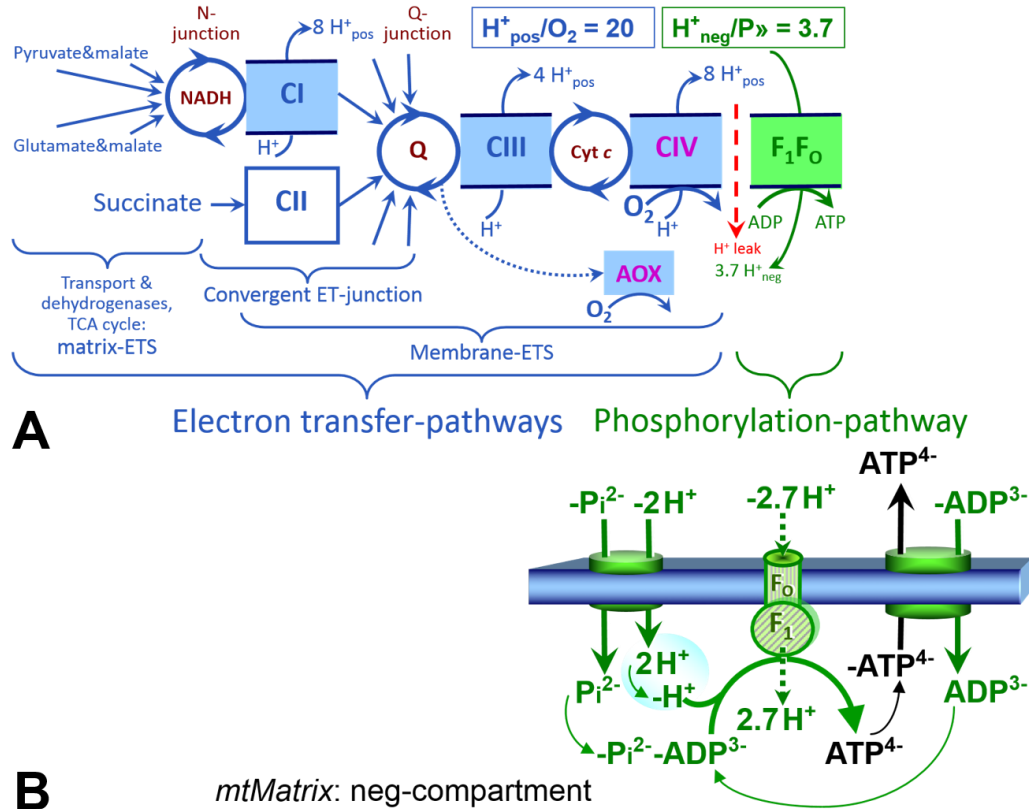 N-
junction
8 H⁺pos
Q-
junction
H⁺pos/O₂ = 20
H⁺neg/P» = 3.7
Pyruvate&malate
NADH
CI
4 H⁺pos
8 H⁺pos
Glutamate&malate
H⁺
Q
CIII
Cyt c
CIV
F₁FO
Succinate
CII
H⁺
O₂
H⁺
ADP
ATP
H⁺ leak
3.7 H⁺neg
Transport &
dehydrogenases,
TCA cycle:
matrix-ETS
Convergent ET-junction
AOX
O₂
Membrane-ETS
A
Electron transfer-pathways
Phosphorylation-pathway
ATP⁴⁻
-Pi²⁻
-2H⁺
-2.7H⁺
-ADP³⁻
FO
F₁
2H⁺
-ATP⁴⁻
Pi²⁻
-H⁺
ADP³⁻
2.7H⁺
-Pi²⁻-ADP³⁻
ATP⁴⁻
B
mtMatrix: neg-compartment